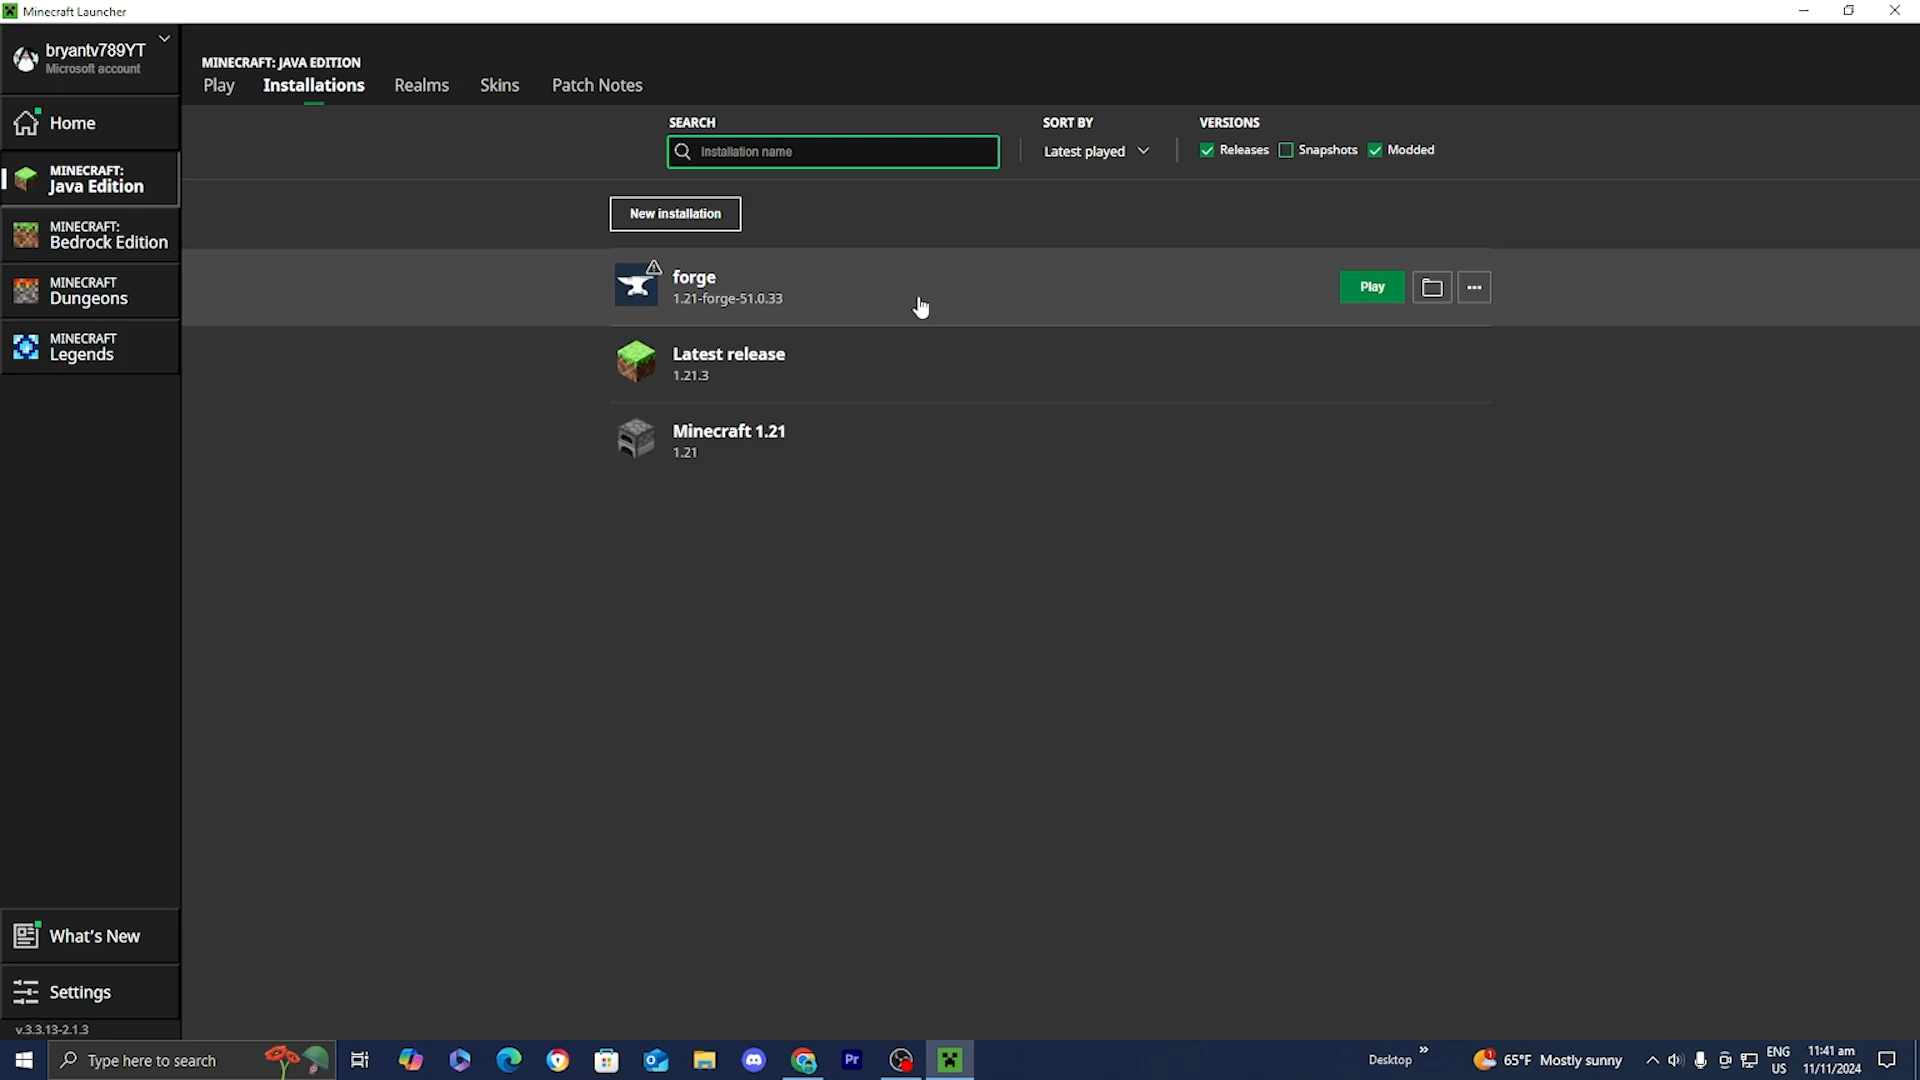 Minecraft Launcher
bryantv789YT
Microsoft account
Home
MINECRAFT:
Java Edition
MINECRAFT:
Bedrock Edition
MINECRAFT
Dungeons
MINECRAFT
Legends
What's New
Settings
v.3.3.13-2.1.3
MINECRAFT: JAVA EDITION
Play Installations Realms Skins Patch Notes
SEARCH SORT BY VERSIONS
Installation name Latest played Releases Snapshots Modded
New installation
forge
1.21-forge-51.0.33
Play
Latest release
1.21.3
Minecraft 1.21
1.21
Type here to search
Pr
Desktop
65°F Mostly sunny
ENG
US
11:41 am
11/11/2024